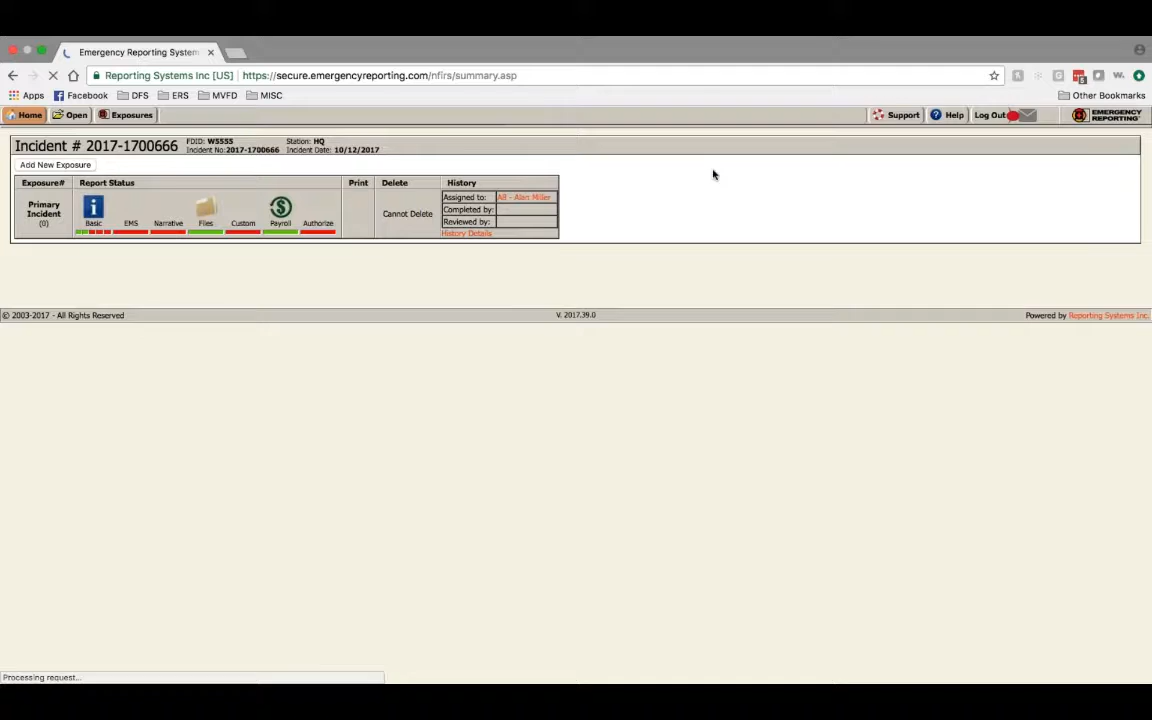 Emergency Reporting System
Reporting Systems Inc [US] https://secure.emergencyreporting.com/nfirs/summary.asp
Apps Facebook DFS ERS MVFD MISC Other Bookmarks
Home Open Exposures Support Help Log Out EMERGENCY REPORTING
Incident # 2017-1700666 FDID: W5555 Station: HQ
Incident No:2017-1700666 Incident Date: 10/12/2017
Add New Exposure
Exposure# Report Status Print Delete History
Primary Incident (0)
Basic EMS Narrative Files Custom Payroll Authorize
Cannot Delete
Assigned to: Alan Miller
Completed by:
Reviewed by:
History Details
© 2003-2017 - All Rights Reserved V. 2017.39.0 Powered by Reporting Systems Inc.
Processing request...